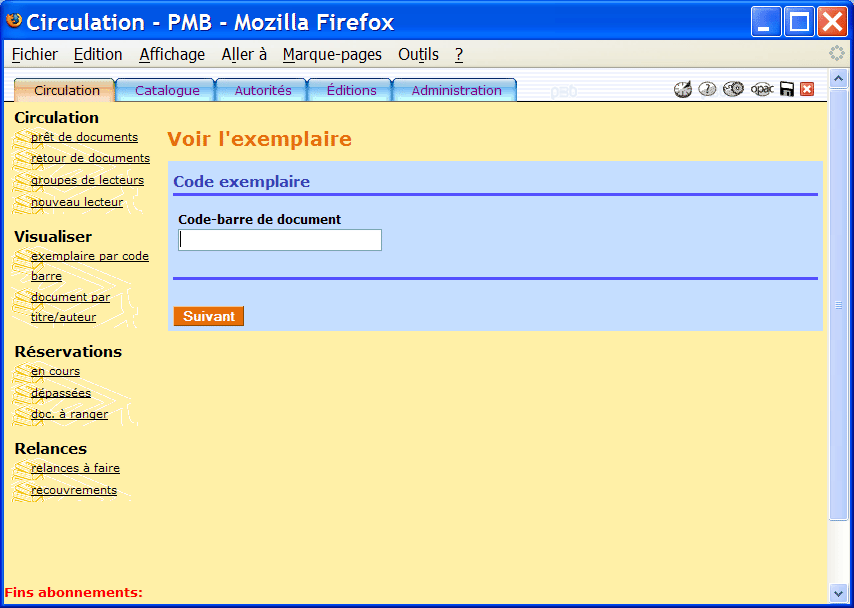 Circulation - PMB - Mozilla Firefox
Fichier Edition Affichage Aller à Marque-pages Outils ?
Circulation Catalogue Autorités Éditions Administration pmb opac
Circulation
prêt de documents
retour de documents
groupes de lecteurs
nouveau lecteur
Visualiser
exemplaire par code
barre
document par
titre/auteur
Réservations
en cours
dépassées
doc. à ranger
Relances
relances à faire
recouvrements
Fins abonnements:
Voir l'exemplaire
Code exemplaire
Code-barre de document
Suivant